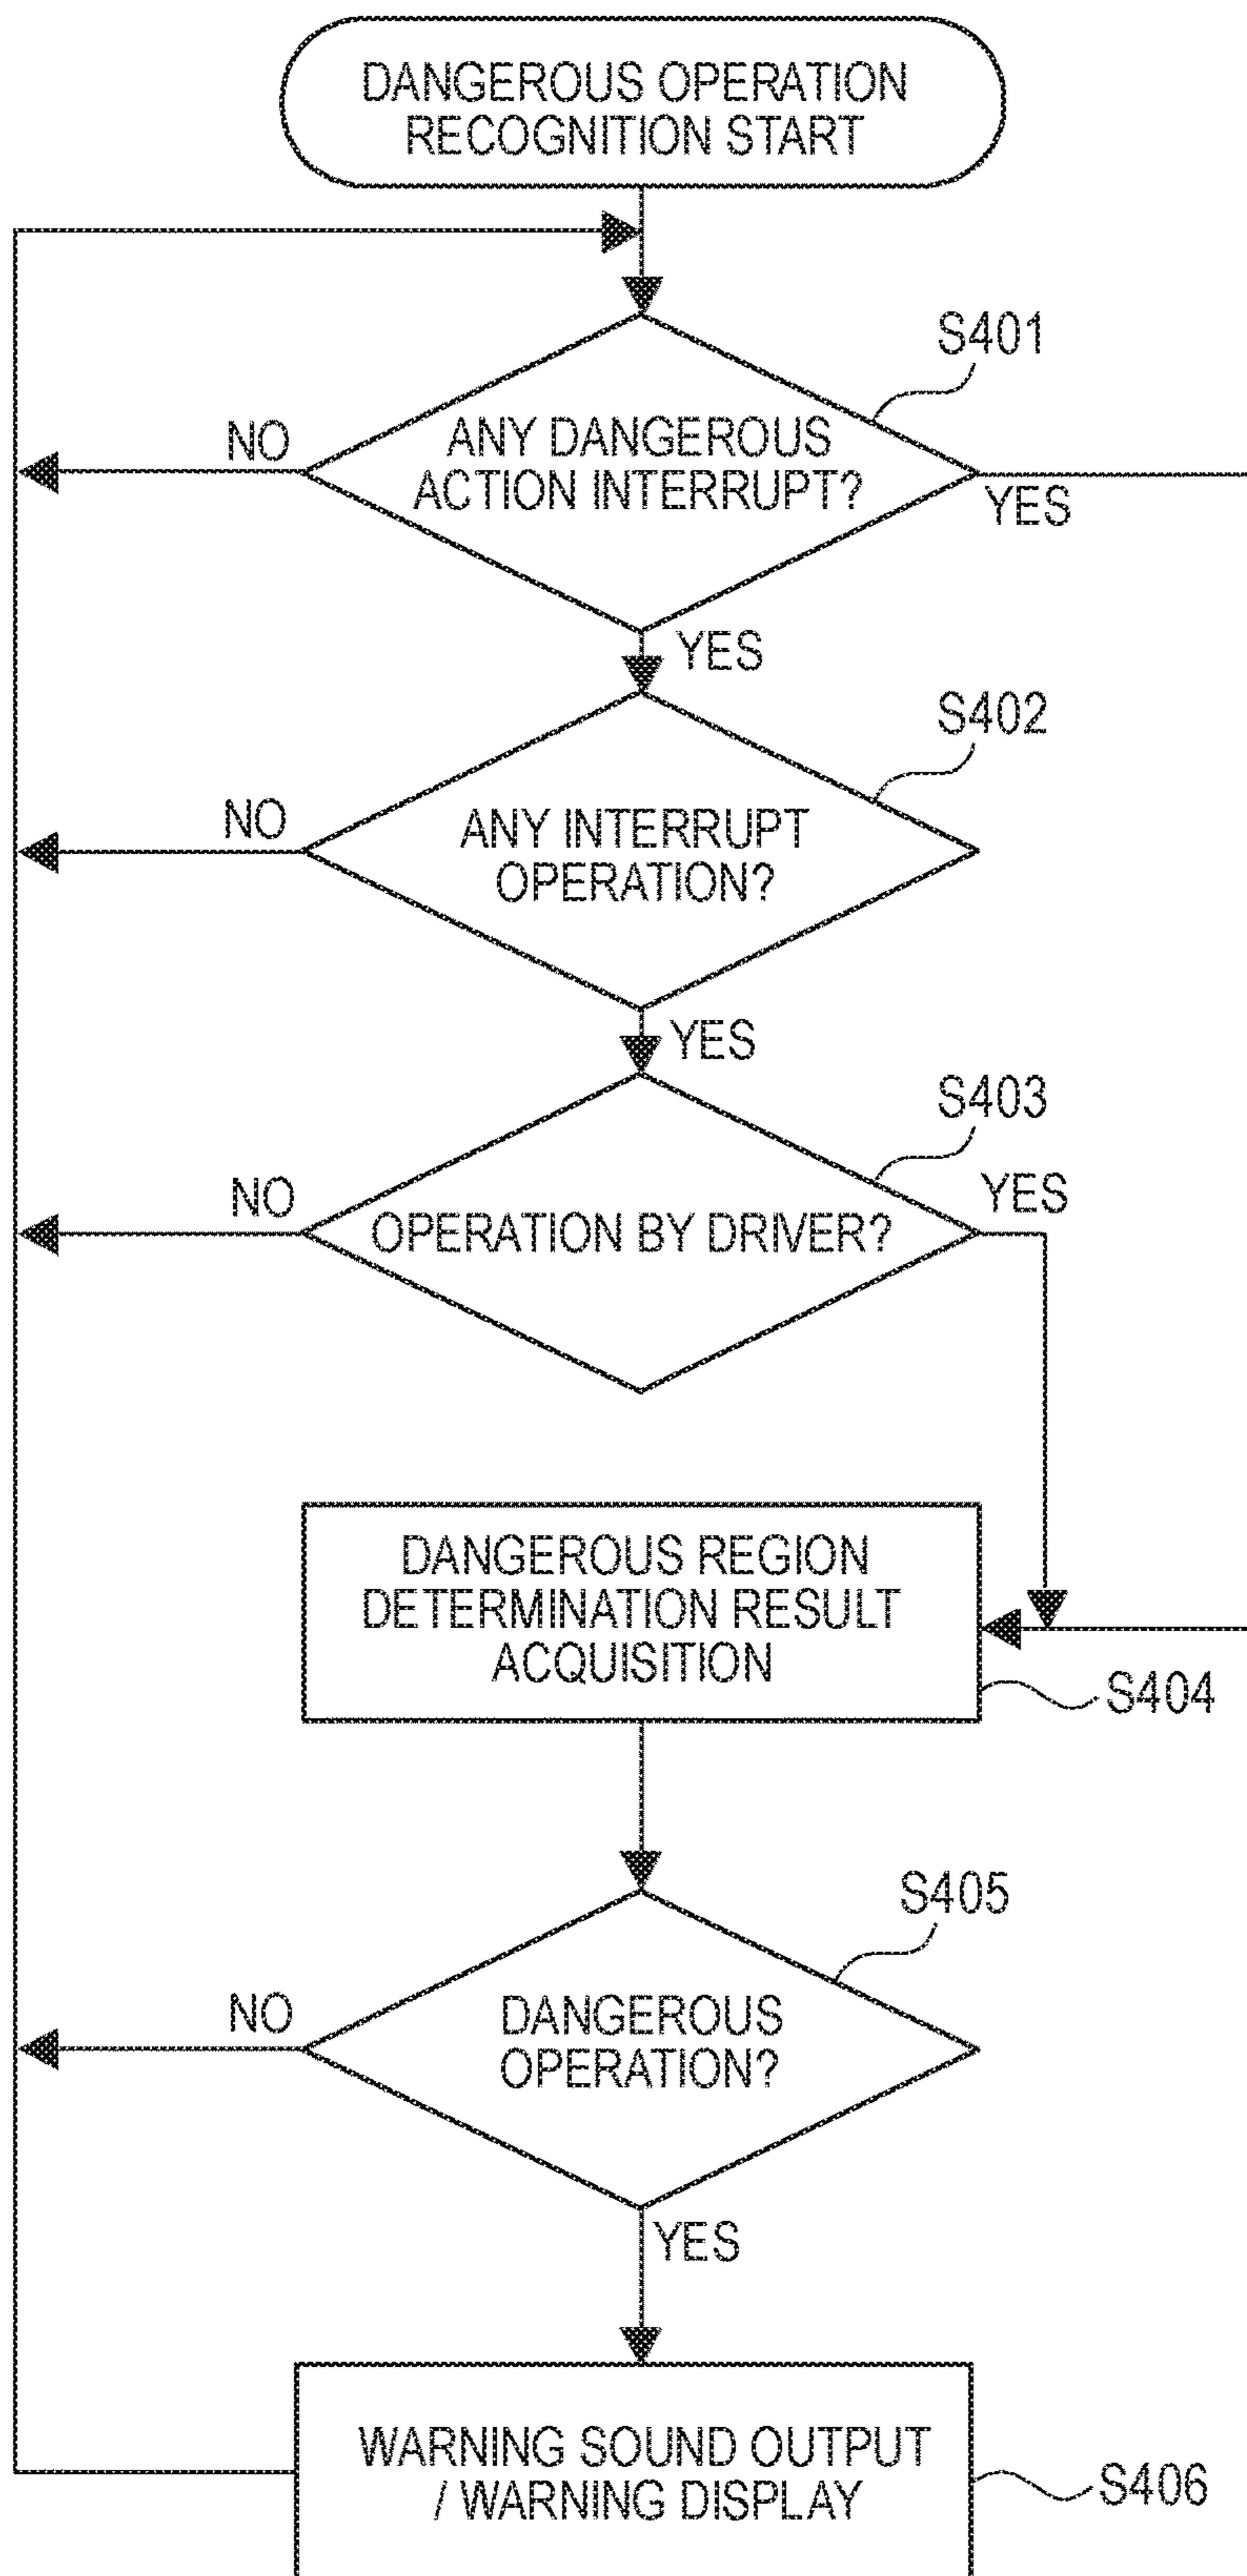 DANGEROUS OPERATION
RECOGNITION START
S401
NO
ANY DANGEROUS
ACTION INTERRUPT?
YES
YES
S402
NO
ANY INTERRUPT
OPERATION?
YES
S403
NO
OPERATION BY DRIVER?
YES
DANGEROUS REGION
DETERMINATION RESULT
ACQUISITION
S404
S405
NO
DANGEROUS
OPERATION?
YES
WARNING SOUND OUTPUT
/ WARNING DISPLAY
S406